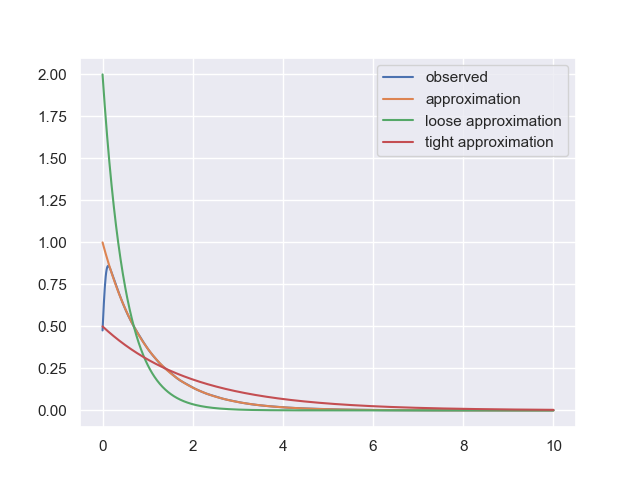 2.00
1.75
1.50
1.25
1.00
0.75
0.50
0.25
0.00
0 2 4 6 8 10
observed
approximation
loose approximation
tight approximation